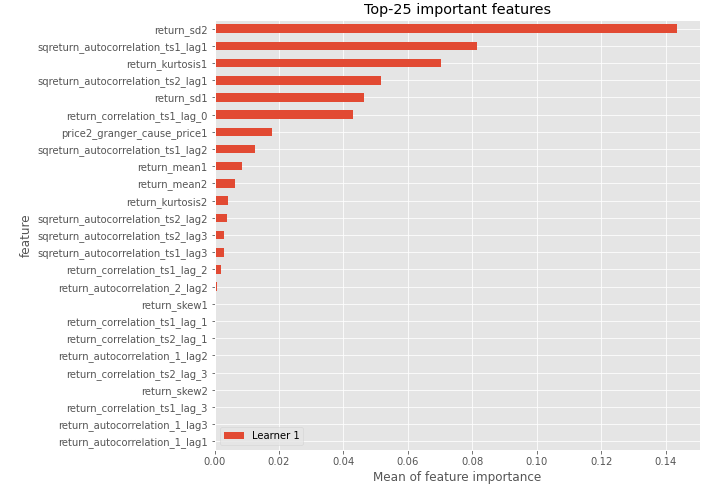 Top-25 important features
return_sd2
sqreturn_autocorrelation_ts1_lag1
return_kurtosis1
sqreturn_autocorrelation_ts2_lag1
return_sd1
return_correlation_ts1_lag_0
price2_granger_cause_price1
sqreturn_autocorrelation_ts1_lag2
return_mean1
return_mean2
return_kurtosis2
sqreturn_autocorrelation_ts2_lag2
sqreturn_autocorrelation_ts2_lag3
sqreturn_autocorrelation_ts1_lag3
return_correlation_ts1_lag_2
return_autocorrelation_2_lag2
return_skew1
return_correlation_ts1_lag_1
return_correlation_ts2_lag_1
return_autocorrelation_1_lag2
return_correlation_ts2_lag_3
return_skew2
return_correlation_ts1_lag_3
return_autocorrelation_1_lag3
return_autocorrelation_1_lag1
feature
Learner 1
0.00 0.02 0.04 0.06 0.08 0.10 0.12 0.14
Mean of feature importance